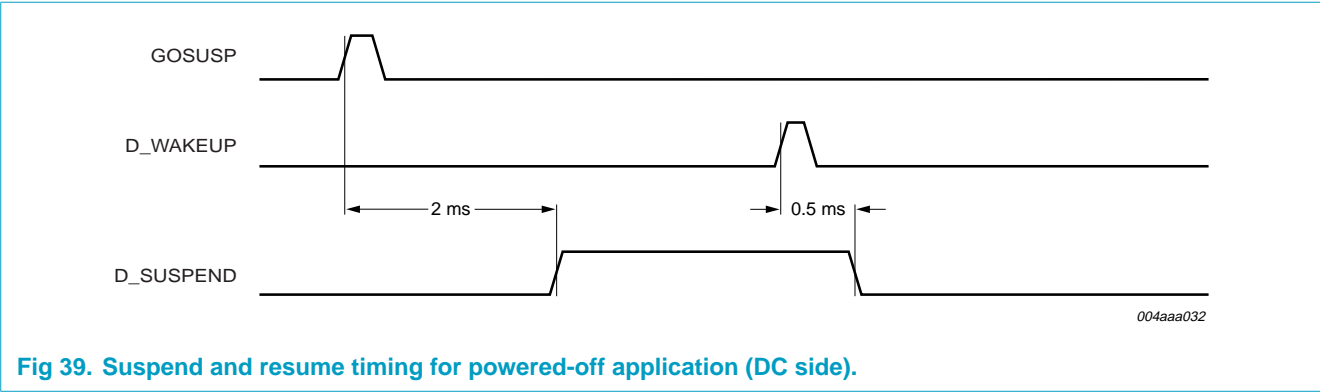 GOSUSP
D_WAKEUP
2 ms
0.5 ms
D_SUSPEND
004aaa032
Fig 39. Suspend and resume timing for powered-off application (DC side).